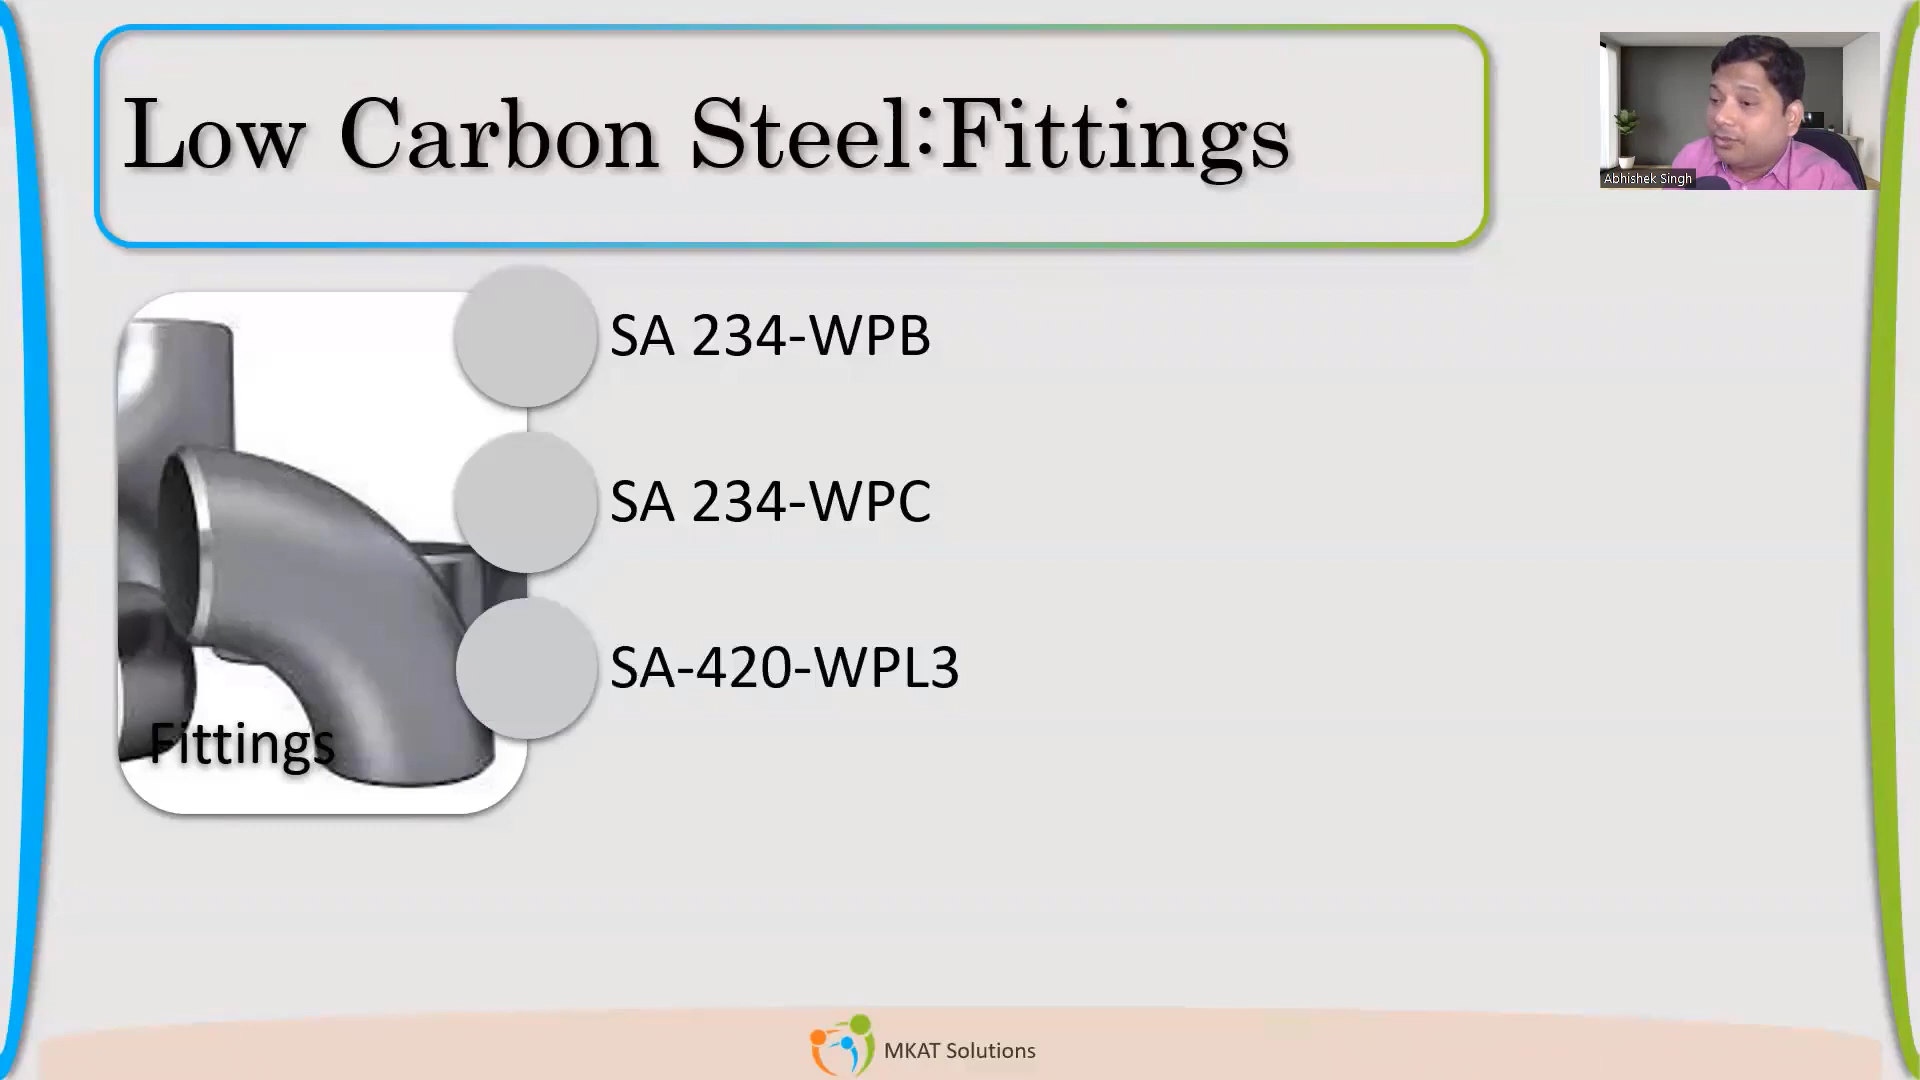 Low Carbon Steel:Fittings
Abhishek Singh
SA 234-WPB
SA 234-WPC
SA-420-WPL3
Fittings
MKAT Solutions